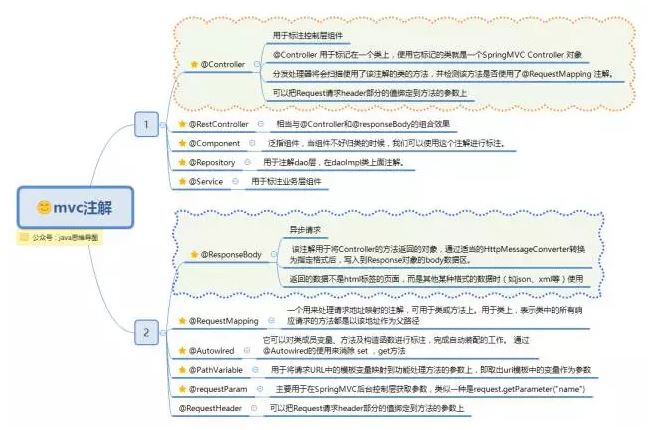 用于标注控制层组件
@Controller 用于标记在一个类上，使用它标记的类就是一个SpringMVC Controller 对象
@Controller
分发处理器将会扫描使用了该注解的类的方法，并检测该方法是否使用了@RequestMapping 注解。
可以把Request请求header部分的值绑定到方法的参数上
1
@RestController 相当与@Controller和@responseBody的组合效果
@Component 泛指组件，当组件不好归类的时候，我们可以使用这个注解进行标注。
@Repository 用于注解dao层，在daoImpl类上面注解。
@Service 用于标注业务层组件
mvc注解
公众号：java思维导图
异步请求
该注解用于将Controller的方法返回的对象，通过适当的HttpMessageConverter转换
为指定格式后，写入到Response对象的body数据区。
@ResponseBody
返回的数据不是html标签的页面，而是其他某种格式的数据时（如json、xml等）使用
2
一个用来处理请求地址映射的注解，可用于类或方法上。用于类上，表示类中的所有响
应请求的方法都是以该地址作为父路径
@RequestMapping
它可以对类成员变量、方法及构造函数进行标注，完成自动装配的工作。 通过
@Autowired的使用来消除 set ，get方法
@Autowired
@PathVariable 用于将请求URL中的模板变量映射到功能处理方法的参数上，即取出uri模板中的变量作为参数
@requestParam 主要用于在SpringMVC后台控制层获取参数，类似一种是request.getParameter("name")
@RequestHeader 可以把Request请求header部分的值绑定到方法的参数上